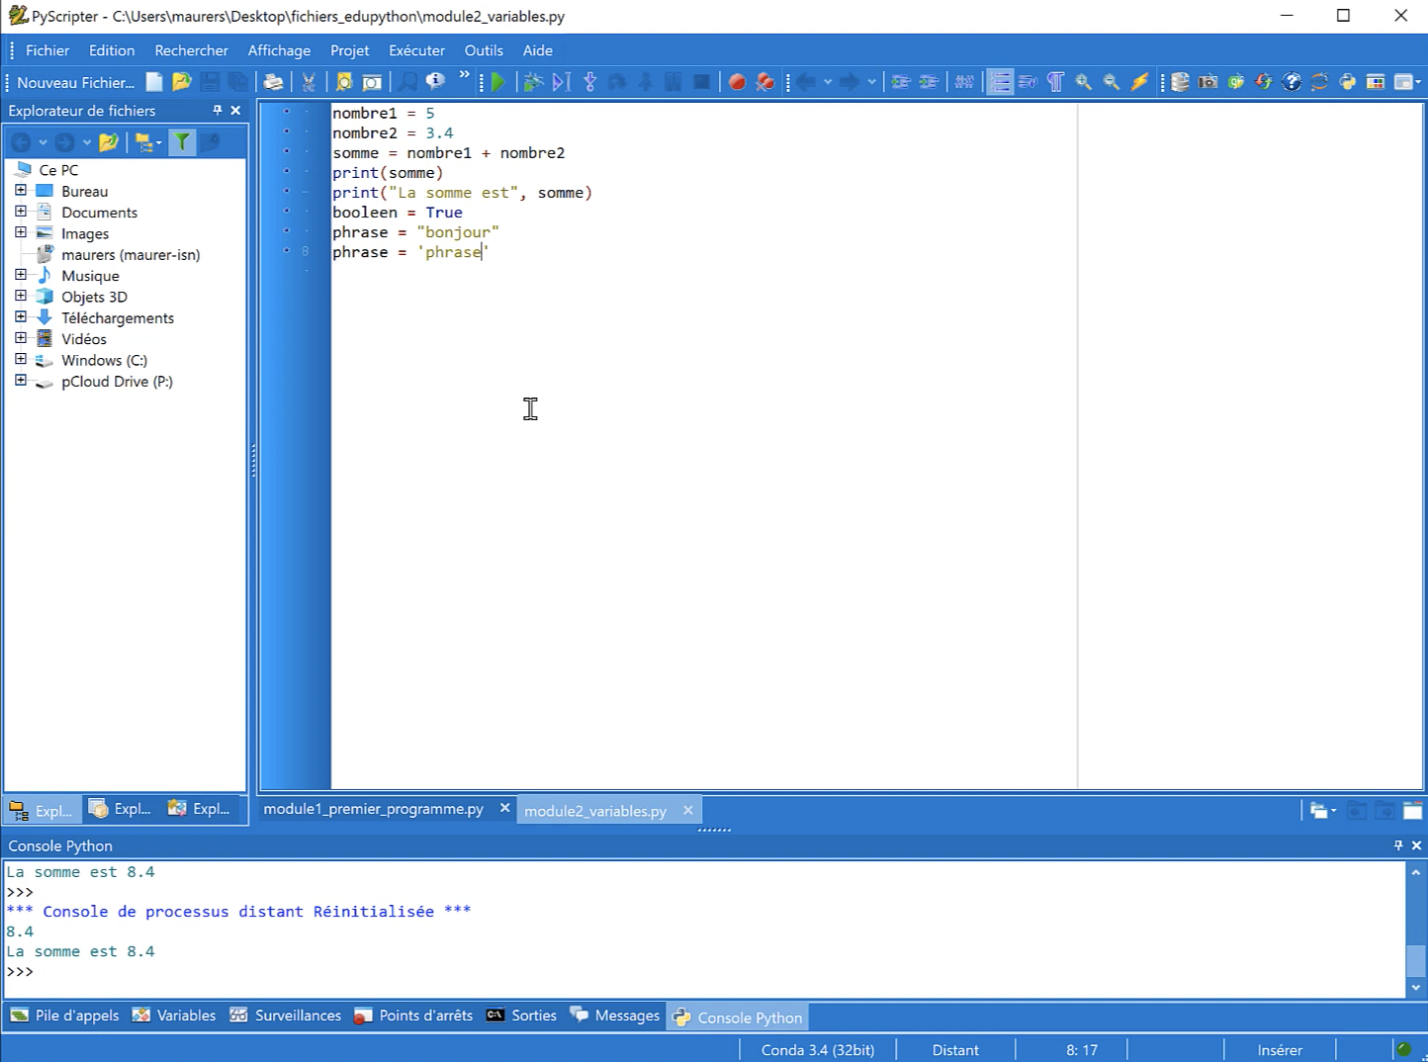 PyScripter - C:\Users\maurers\Desktop\fichiers_edupython\module2_variables.py
Fichier Edition Rechercher Affichage Projet Exécuter Outils Aide
Nouveau Fichier...
Explorateur de fichiers
Ce PC
Bureau
Documents
Images
maurers (maurer-isn)
Musique
Objets 3D
Téléchargements
Vidéos
Windows (C:)
pCloud Drive (P:)
nombre1 = 5
nombre2 = 3.4
somme = nombre1 + nombre2
print(somme)
print("La somme est", somme)
booleen = True
phrase = "bonjour"
8 phrase = 'phrase'
Expl... Expl... Expl...
module1_premier_programme.py module2_variables.py
Console Python
La somme est 8.4
>>>
*** Console de processus distant Réinitialisée ***
8.4
La somme est 8.4
>>>
Pile d'appels Variables Surveillances Points d'arrêts Sorties Messages Console Python
Conda 3.4 (32bit) Distant 8: 17 Insérer